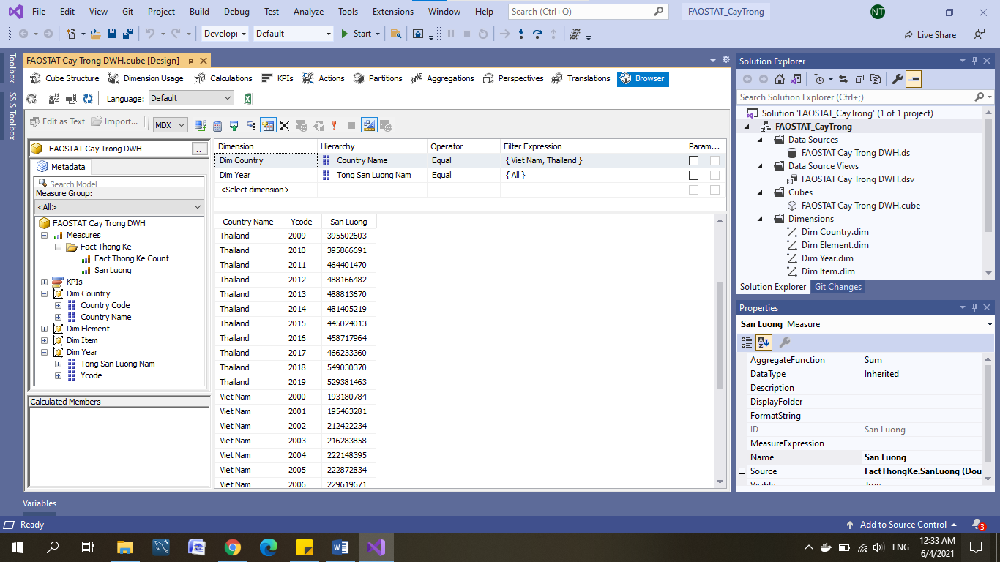 File Edit View Git Project Build Debug Test Analyze Tools Extensions Window Help Search (Ctrl+Q) FAOSTAT_CayTrong NT
Developi Default Start Live Share
Toolbox
SSIS Toolbox
FAOSTAT Cay Trong DWH.cube [Design]
Cube Structure Dimension Usage Calculations KPIs Actions Partitions Aggregations Perspectives Translations Browser
Language: Default
Edit as Text Import... MDX
FAOSTAT Cay Trong DWH ..
Metadata
Search Model
Measure Group:
<All>
FAOSTAT Cay Trong DWH
Measures
Fact Thong Ke
Fact Thong Ke Count
San Luong
KPIs
Dim Country
Country Code
Country Name
Dim Element
Dim Item
Dim Year
Tong San Luong Nam
Ycode
Calculated Members
Dimension Hierarchy Operator Filter Expression Param...
Dim Country Country Name Equal { Viet Nam, Thailand }
Dim Year Tong San Luong Nam Equal { All }
<Select dimension>
Country Name Ycode San Luong
Thailand 2009 395502603
Thailand 2010 395866691
Thailand 2011 464401470
Thailand 2012 488166482
Thailand 2013 488813670
Thailand 2014 481405219
Thailand 2015 445024013
Thailand 2016 458717964
Thailand 2017 466233360
Thailand 2018 549030370
Thailand 2019 529381463
Viet Nam 2000 193180784
Viet Nam 2001 195463281
Viet Nam 2002 212422234
Viet Nam 2003 216283858
Viet Nam 2004 222148395
Viet Nam 2005 222872834
Viet Nam 2006 229619671
Solution Explorer
Search Solution Explorer (Ctrl+;)
Solution 'FAOSTAT_CayTrong' (1 of 1 project)
FAOSTAT_CayTrong
Data Sources
FAOSTAT Cay Trong DWH.ds
Data Source Views
FAOSTAT Cay Trong DWH.dsv
Cubes
FAOSTAT Cay Trong DWH.cube
Dimensions
Dim Country.dim
Dim Element.dim
Dim Year.dim
Dim Item.dim
Solution Explorer Git Changes
Properties
San Luong Measure
AggregateFunction Sum
DataType Inherited
Description
DisplayFolder
FormatString
ID San Luong
MeasureExpression
Name San Luong
Source FactThongKe.SanLuong (Dou
Visible True
Variables
Ready Add to Source Control 3
ENG 12:33 AM
6/4/2021